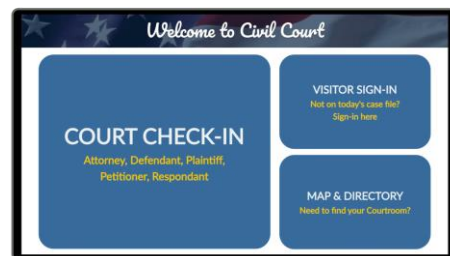 Welcome to Civil Court
COURT CHECK-IN
Attorney, Defendant, Plaintiff,
Petitioner, Respondant
VISITOR SIGN-IN
Not on today's case file?
Sign-in here
MAP & DIRECTORY
Need to find your Courtroom?